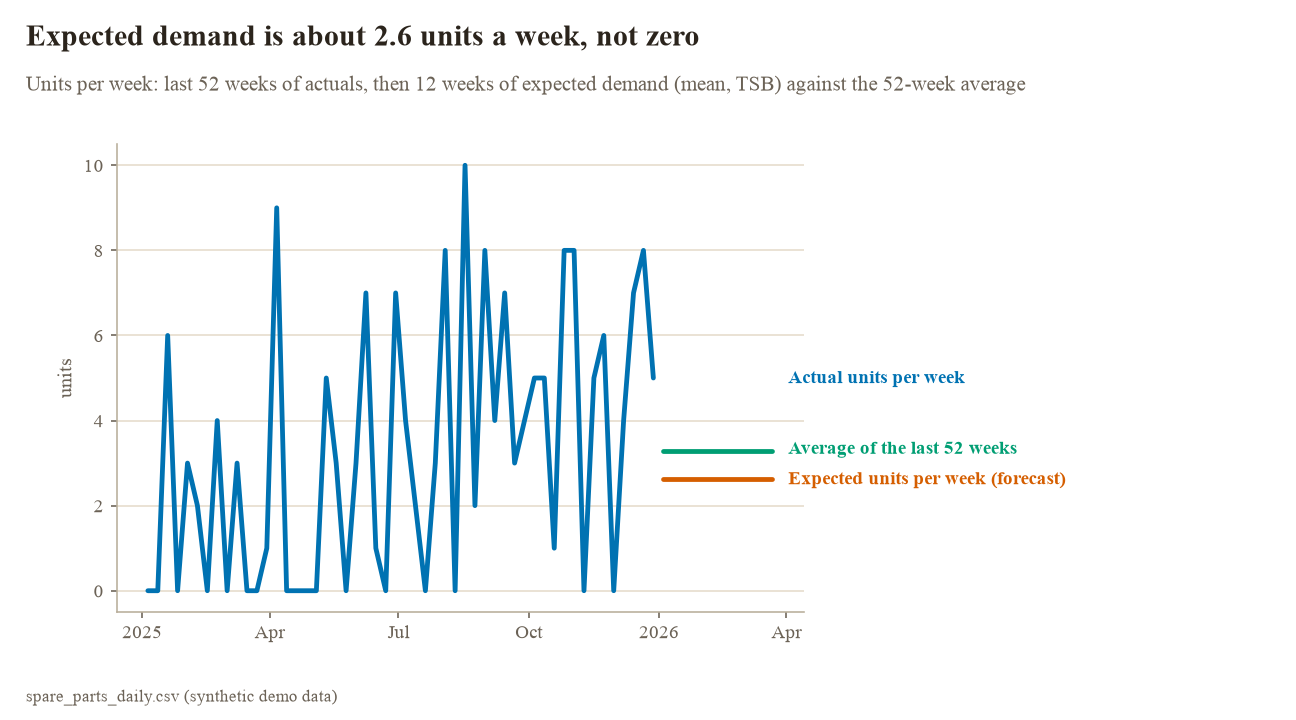 Expected demand is about 2.6 units a week, not zero
Units per week: last 52 weeks of actuals, then 12 weeks of expected demand (mean, TSB) against the 52-week average
10
8
6
4
2
0
units
Actual units per week
Average of the last 52 weeks
Expected units per week (forecast)
2025
Apr
Jul
Oct
2026
Apr
spare_parts_daily.csv (synthetic demo data)